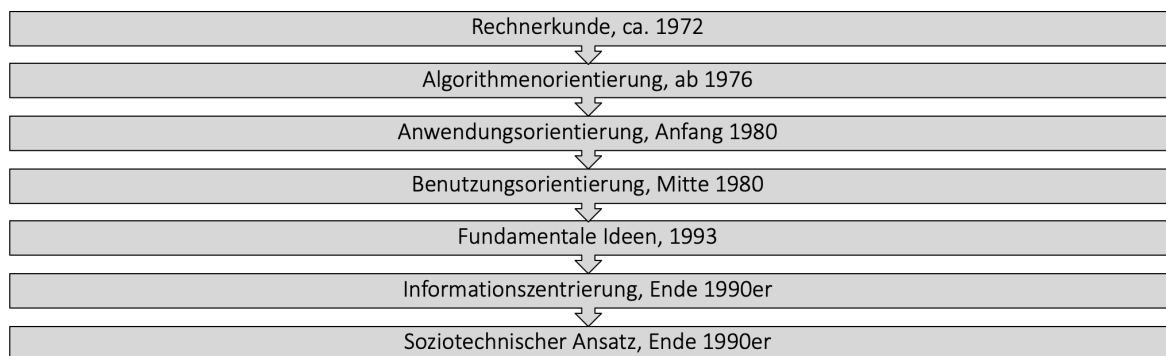 Rechnerkunde, ca. 1972
Algorithmenorientierung, ab 1976
Anwendungsorientierung, Anfang 1980
Benutzungsorientierung, Mitte 1980
Fundamentale Ideen, 1993
Informationszentrierung, Ende 1990er
Soziotechnischer Ansatz, Ende 1990er